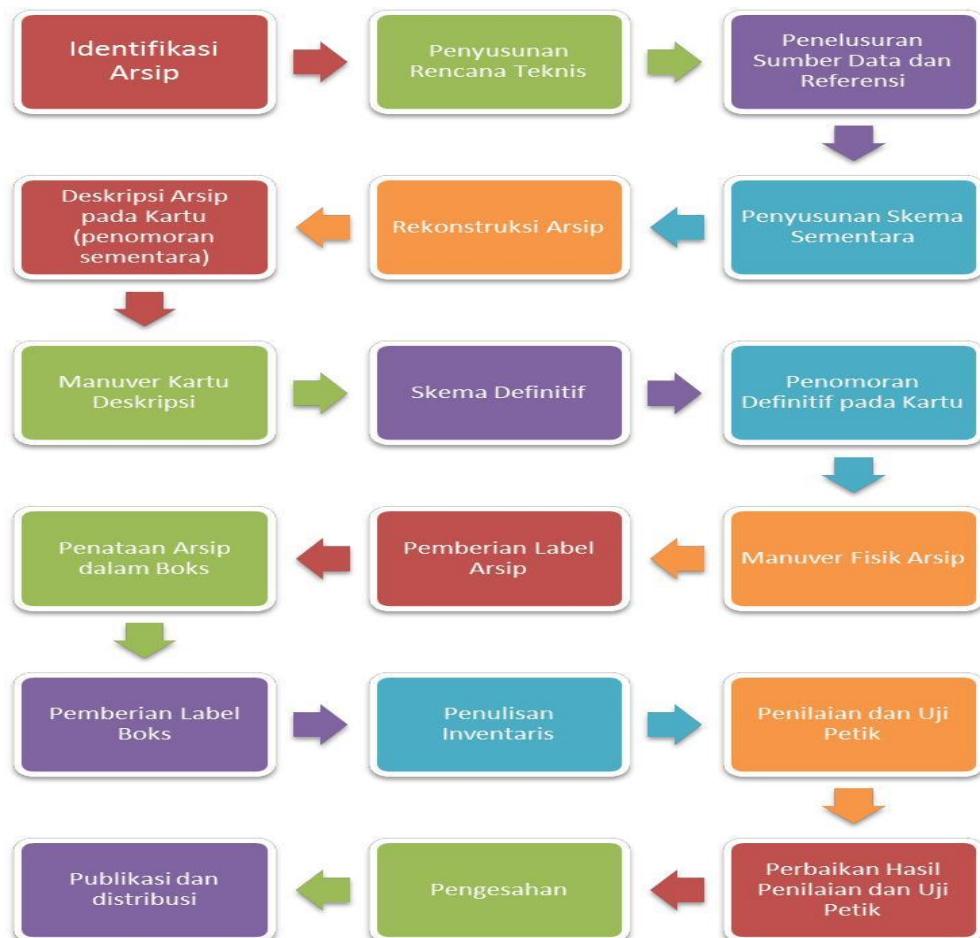 Identifikasi
Arsip
Penyusunan
Rencana Teknis
Penelusuran
Sumber Data dan
Referensi
Penyusunan Skema
Sementara
Rekonstruksi Arsip
Deskripsi Arsip
pada Kartu
(penomoran
sementara)
Manuver Kartu
Deskripsi
Skema Definitif
Penomoran
Definitif pada Kartu
Manuver Fisik Arsip
Pemberian Label
Arsip
Penataan Arsip
dalam Boks
Pemberian Label
Boks
Penulisan
Inventaris
Penilaian dan Uji
Petik
Perbaikan Hasil
Penilaian dan Uji
Petik
Pengesahan
Publikasi dan
distribusi